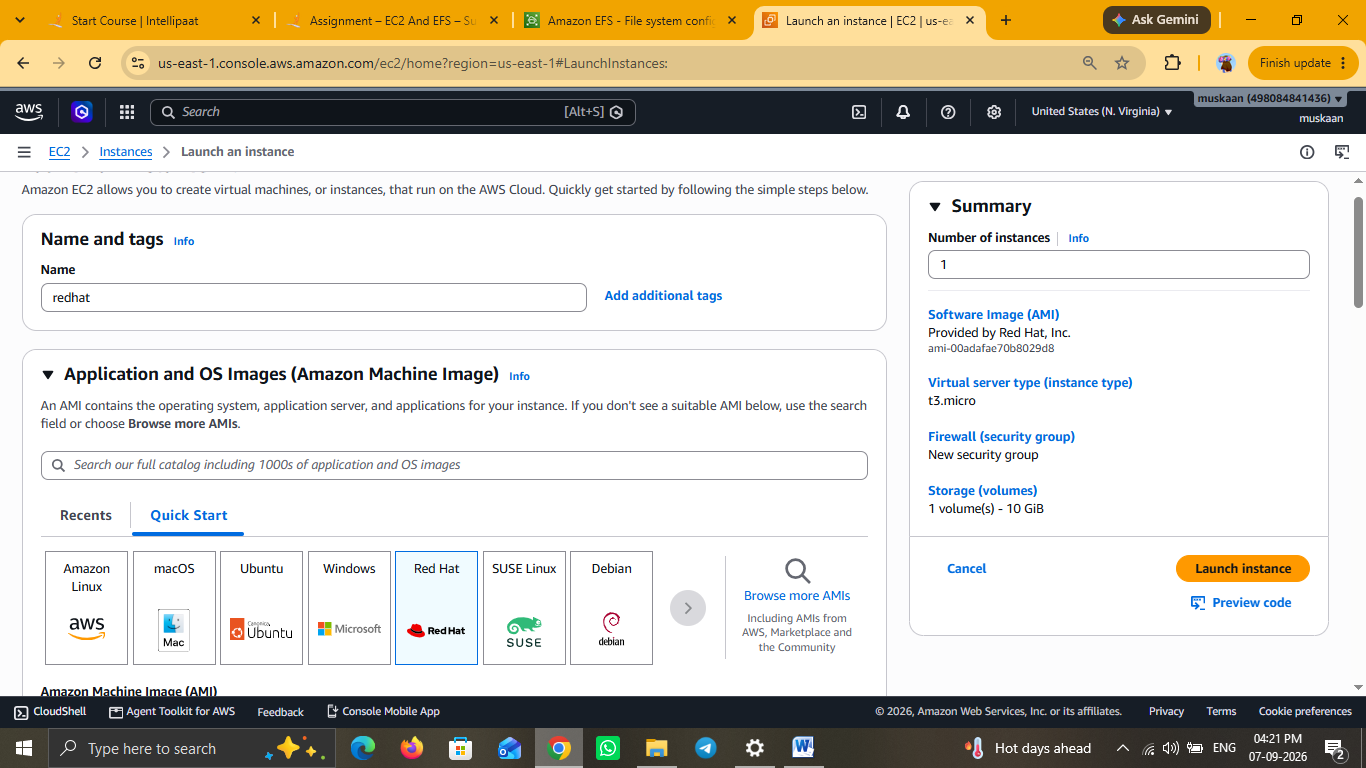 Start Course | Intellipaat
Assignment – EC2 And EFS – Su
Amazon EFS - File system confi
Launch an instance | EC2 | us-ea
Ask Gemini
us-east-1.console.aws.amazon.com/ec2/home?region=us-east-1#LaunchInstances:
Finish update
aws
Search
[Alt+S]
United States (N. Virginia)
muskaan (498084841436)
muskaan
EC2
Instances
Launch an instance
Amazon EC2 allows you to create virtual machines, or instances, that run on the AWS Cloud. Quickly get started by following the simple steps below.
Name and tags Info
Name
redhat
Add additional tags
Application and OS Images (Amazon Machine Image) Info
An AMI contains the operating system, application server, and applications for your instance. If you don't see a suitable AMI below, use the search
field or choose Browse more AMIs.
Search our full catalog including 1000s of application and OS images
Recents
Quick Start
Amazon
Linux
aws
macOS
Mac
Ubuntu
Canonical
Ubuntu
Windows
Microsoft
Red Hat
Red Hat
SUSE Linux
SUSE
Debian
debian
Browse more AMIs
Including AMIs from
AWS, Marketplace and
the Community
Amazon Machine Image (AMI)
Summary
Number of instances Info
1
Software Image (AMI)
Provided by Red Hat, Inc.
ami-00adafae70b8029d8
Virtual server type (instance type)
t3.micro
Firewall (security group)
New security group
Storage (volumes)
1 volume(s) - 10 GiB
Cancel
Launch instance
Preview code
CloudShell
Agent Toolkit for AWS
Feedback
Console Mobile App
© 2026, Amazon Web Services, Inc. or its affiliates.
Privacy
Terms
Cookie preferences
Type here to search
Hot days ahead
ENG
04:21 PM
07-09-2026
2